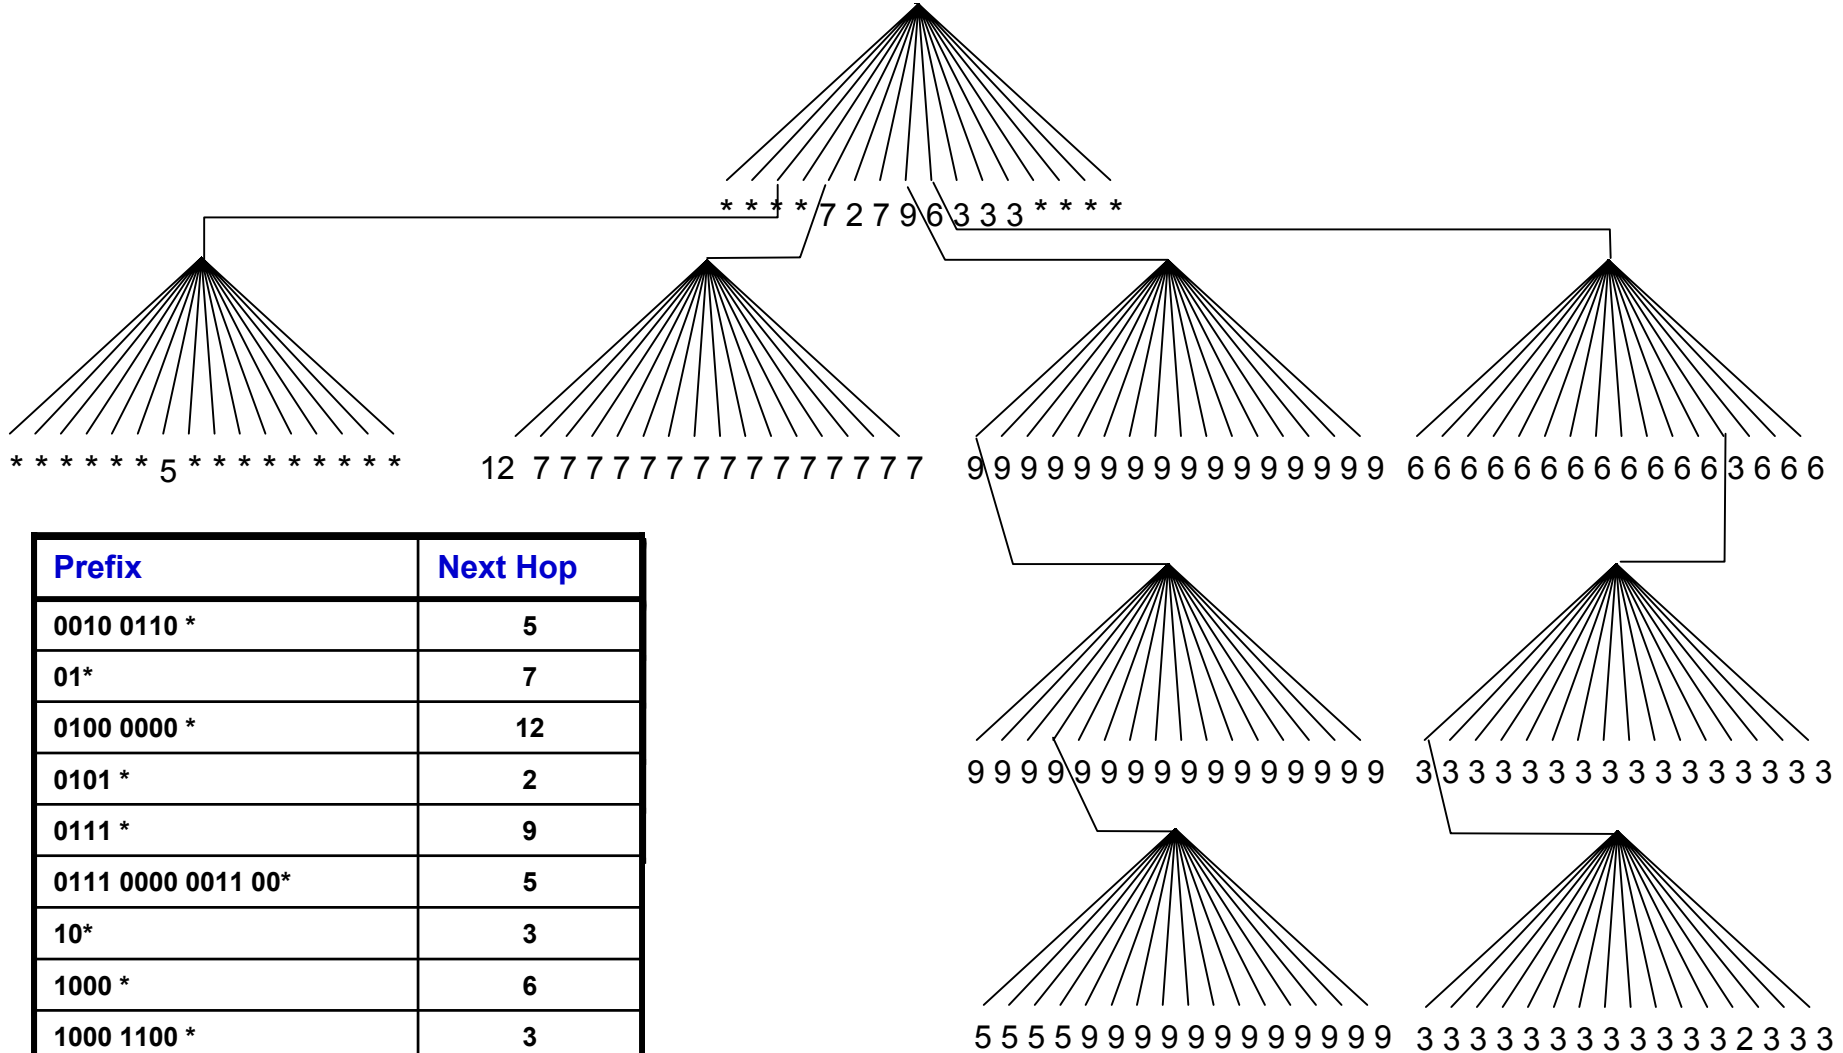 * * * * 7 2 7 9 6 3 3 3 * * * *
* * * * * * 5 * * * * * * * * *
12 7 7 7 7 7 7 7 7 7 7 7 7 7 7 7
9 9 9 9 9 9 9 9 9 9 9 9 9 9 9 9
6 6 6 6 6 6 6 6 6 6 6 6 3 6 6 6
9 9 9 9 9 9 9 9 9 9 9 9 9 9 9 9
3 3 3 3 3 3 3 3 3 3 3 3 3 3 3 3
5 5 5 5 9 9 9 9 9 9 9 9 9 9 9 9
3 3 3 3 3 3 3 3 3 3 3 3 2 3 3 3
Prefix Next Hop
0010 0110 * 5
01* 7
0100 0000 * 12
0101 * 2
0111 * 9
0111 0000 0011 00* 5
10* 3
1000 * 6
1000 1100 * 3